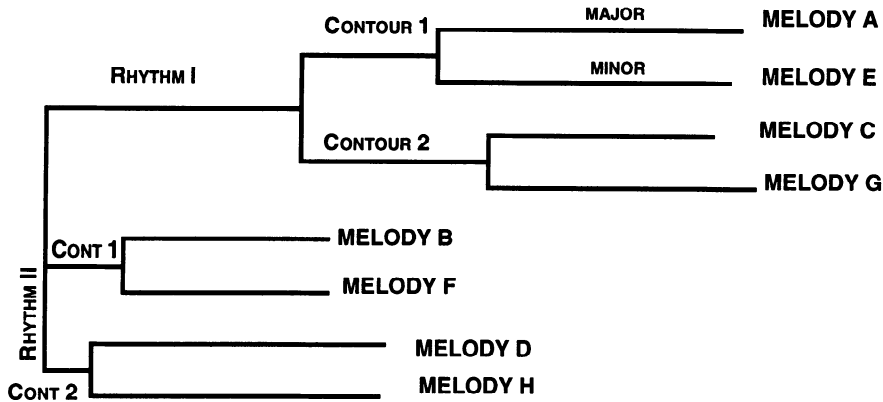 CONTOUR 1
MAJOR
MELODY A
RHYTHM I
MINOR
MELODY E
CONTOUR 2
MELODY C
MELODY G
CONT 1
MELODY B
MELODY F
RHYTHM II
MELODY D
CONT 2
MELODY H